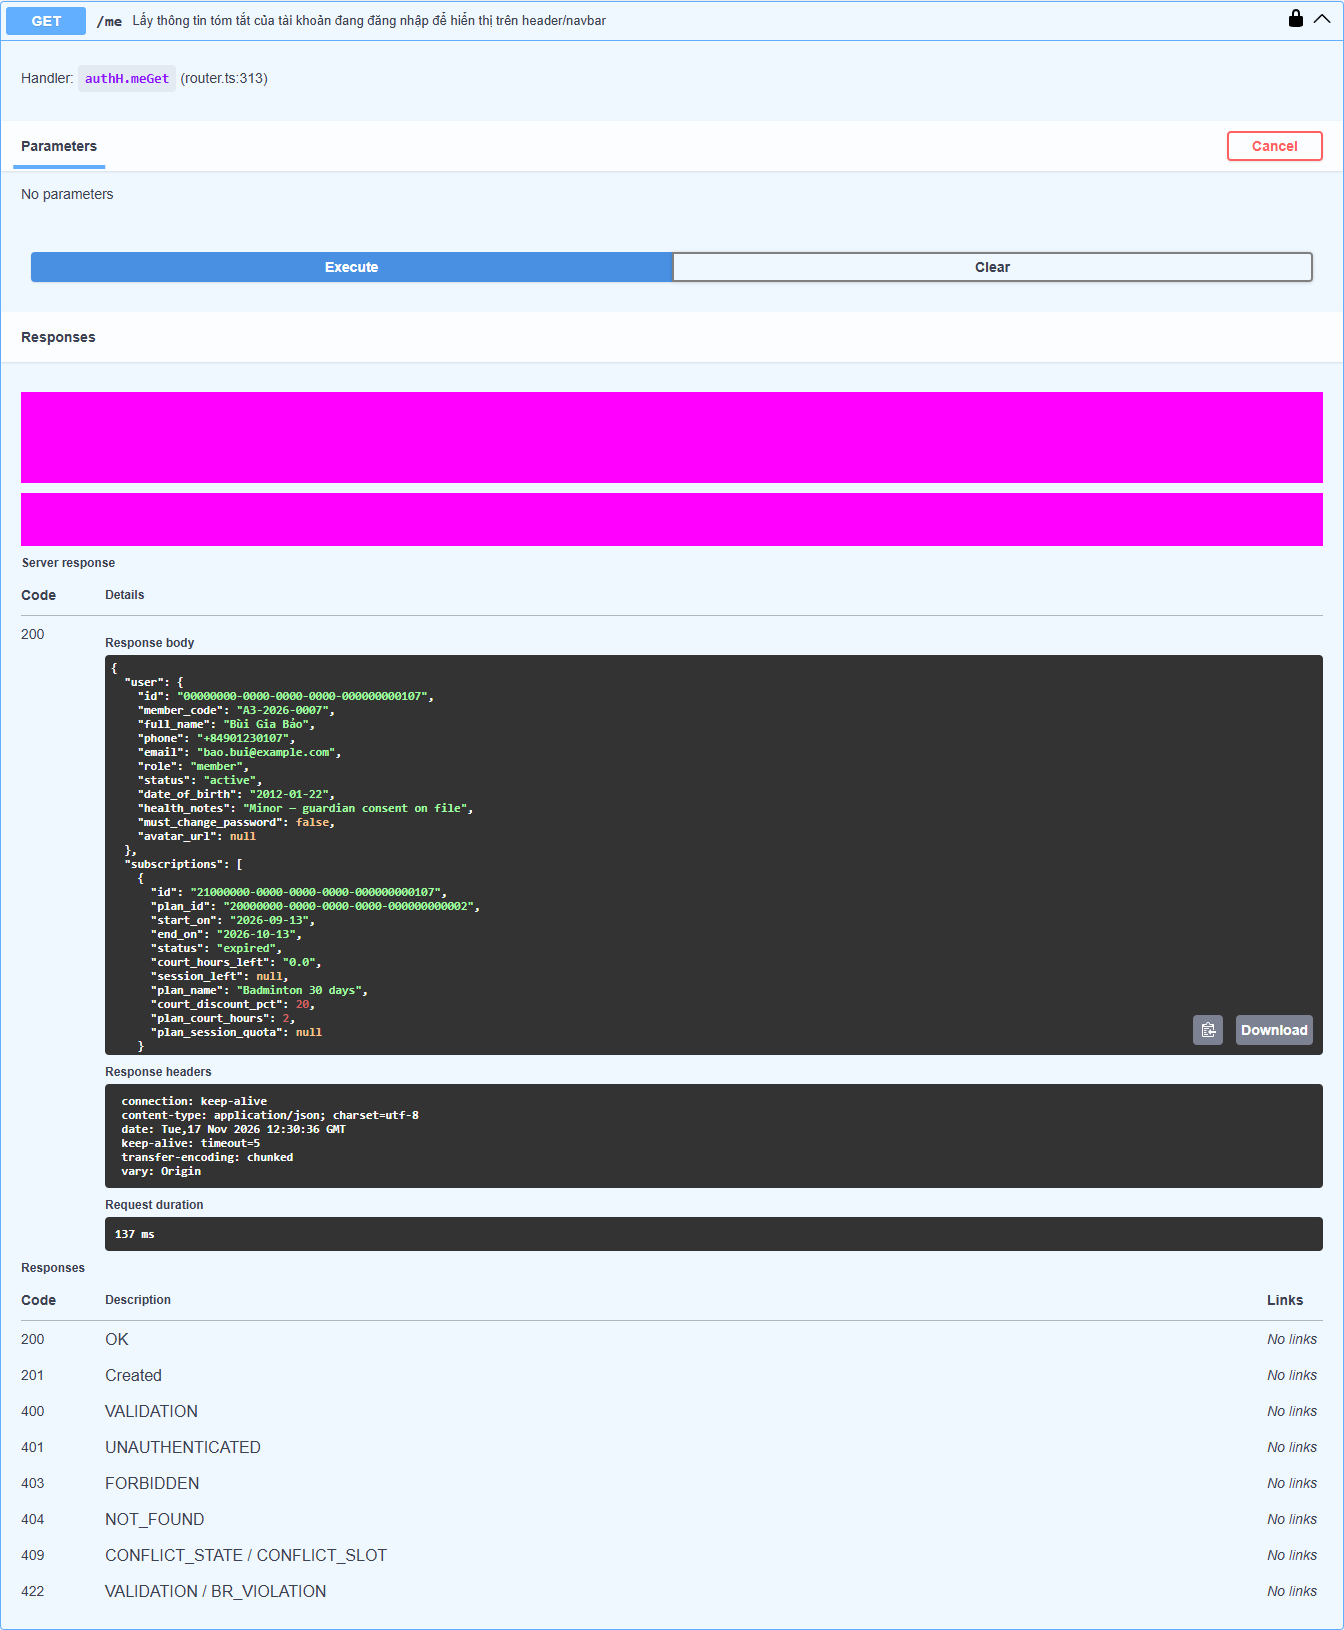 GET /me Lấy thông tin tóm tắt của tài khoản đang đăng nhập để hiển thị trên header/navbar
Handler: authH.meGet (router.ts:313)
Parameters
Cancel
No parameters
Execute
Clear
Responses
Server response
Code Details
200
Response body
{
  "user": {
    "id": "00000000-0000-0000-0000-000000000107",
    "member_code": "A3-2026-0007",
    "full_name": "Bùi Gia Bảo",
    "phone": "+84901230107",
    "email": "bao.bui@example.com",
    "role": "member",
    "status": "active",
    "date_of_birth": "2012-01-22",
    "health_notes": "Minor — guardian consent on file",
    "must_change_password": false,
    "avatar_url": null
  },
  "subscriptions": [
    {
      "id": "21000000-0000-0000-0000-000000000107",
      "plan_id": "20000000-0000-0000-0000-000000000002",
      "start_on": "2026-09-13",
      "end_on": "2026-10-13",
      "status": "expired",
      "court_hours_left": "0.0",
      "session_left": null,
      "plan_name": "Badminton 30 days",
      "court_discount_pct": 20,
      "plan_court_hours": 2,
      "plan_session_quota": null
    }
Download
Response headers
connection: keep-alive
content-type: application/json; charset=utf-8
date: Tue,17 Nov 2026 12:30:36 GMT
keep-alive: timeout=5
transfer-encoding: chunked
vary: Origin
Request duration
137 ms
Responses
Code Description Links
200 OK No links
201 Created No links
400 VALIDATION No links
401 UNAUTHENTICATED No links
403 FORBIDDEN No links
404 NOT_FOUND No links
409 CONFLICT_STATE / CONFLICT_SLOT No links
422 VALIDATION / BR_VIOLATION No links